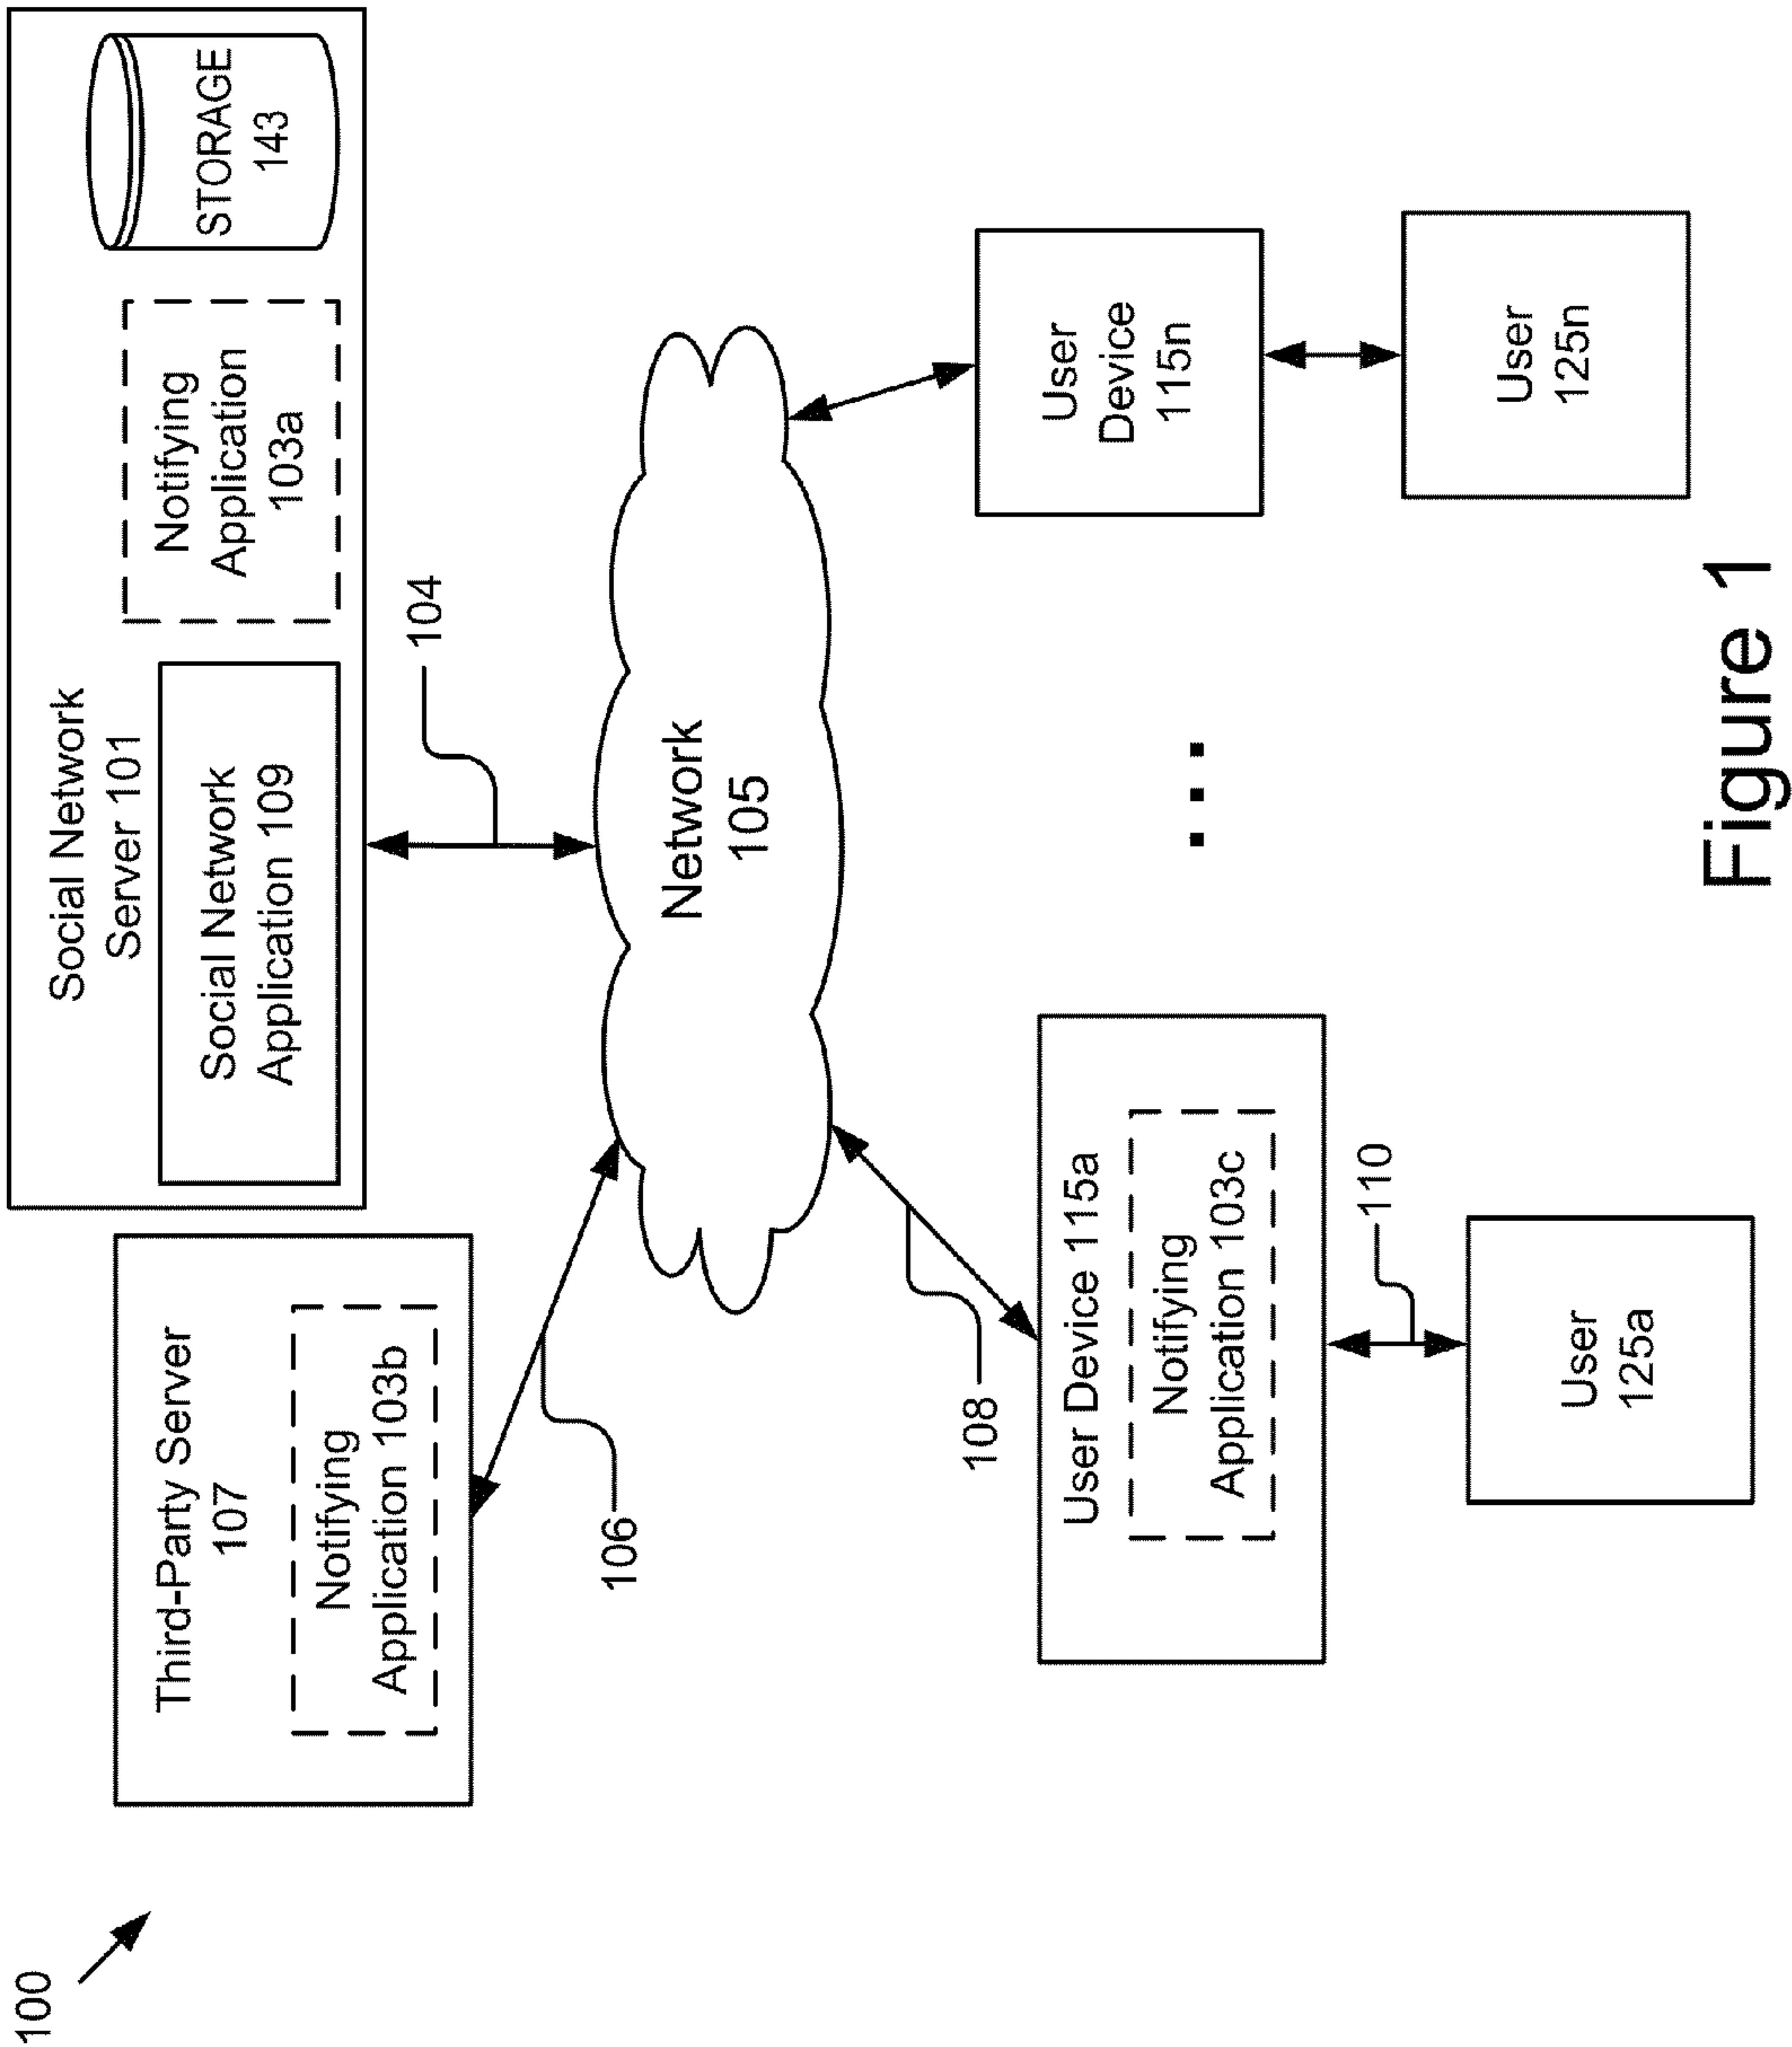 100
Third-Party Server
107
Notifying
Application 103b
Social Network
Server 101
Social Network
Application 109
Notifying
Application
103a
STORAGE
143
106
104
Network
105
108
User Device 115a
Notifying
Application 103c
110
User
125a
...
User
Device
115n
User
125n
Figure 1